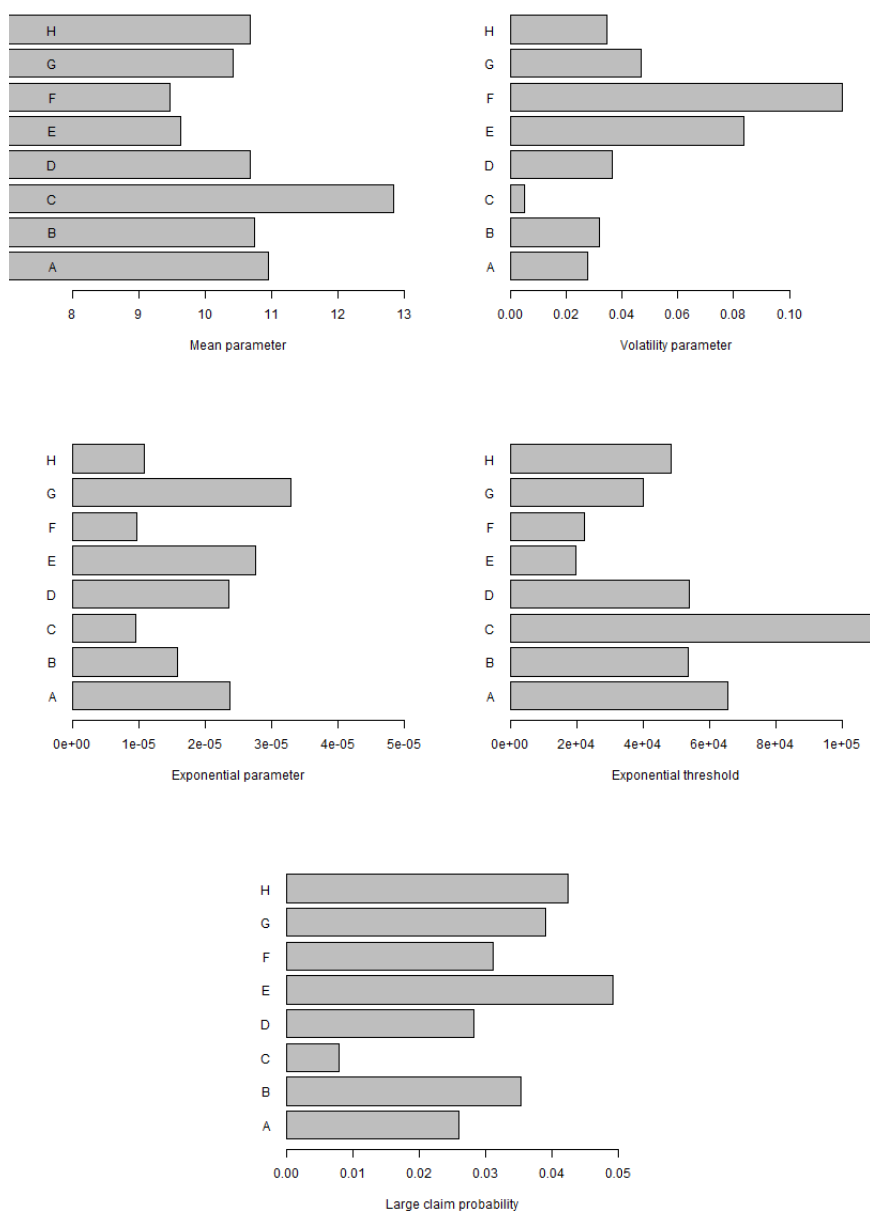 H
G
F
E
D
C
B
A
8 9 10 11 12 13
Mean parameter
H
G
F
E
D
C
B
A
0.00 0.02 0.04 0.06 0.08 0.10
Volatility parameter
H
G
F
E
D
C
B
A
0e+00 1e-05 2e-05 3e-05 4e-05 5e-05
Exponential parameter
H
G
F
E
D
C
B
A
0e+00 2e+04 4e+04 6e+04 8e+04 1e+05
Exponential threshold
H
G
F
E
D
C
B
A
0.00 0.01 0.02 0.03 0.04 0.05
Large claim probability